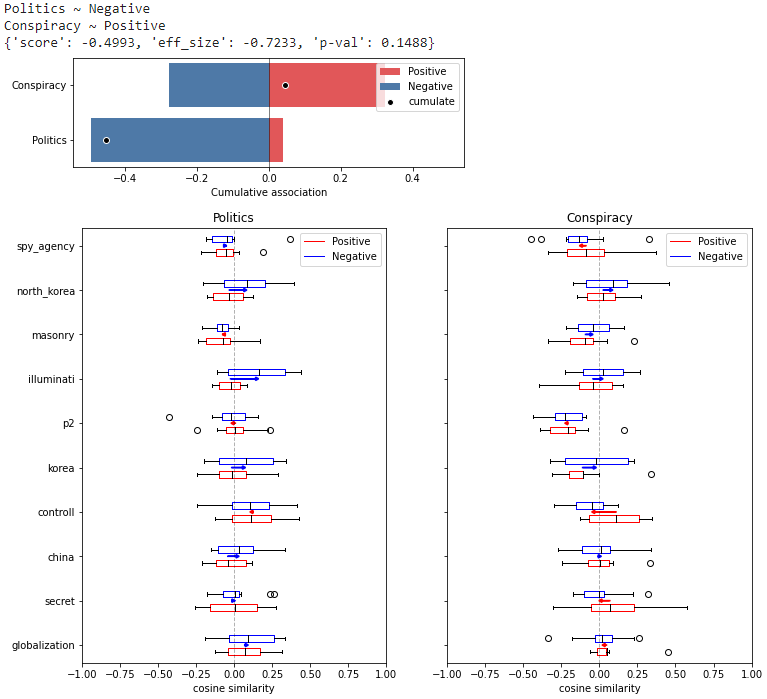 Politics ~ Negative
Conspiracy ~ Positive
{'score': -0.4993, 'eff_size': -0.7233, 'p-val': 0.1488}
Conspiracy
Politics
Positive
Negative
cumulate
−0.4 −0.2 0.0 0.2 0.4
Cumulative association
Politics
Conspiracy
Positive
Negative
Positive
Negative
spy_agency
north_korea
masonry
illuminati
p2
korea
controll
china
secret
globalization
−1.00 −0.75 −0.50 −0.25 0.00 0.25 0.50 0.75 1.00
−1.00 −0.75 −0.50 −0.25 0.00 0.25 0.50 0.75 1.00
cosine similarity
cosine similarity